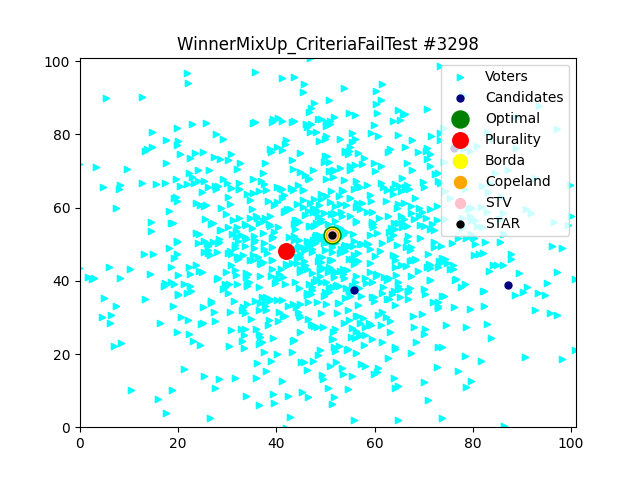 WinnerMixUp_CriteriaFailTest #3298
Voters
Candidates
Optimal
Plurality
Borda
Copeland
STV
STAR
100
80
60
40
20
0
0 20 40 60 80 100